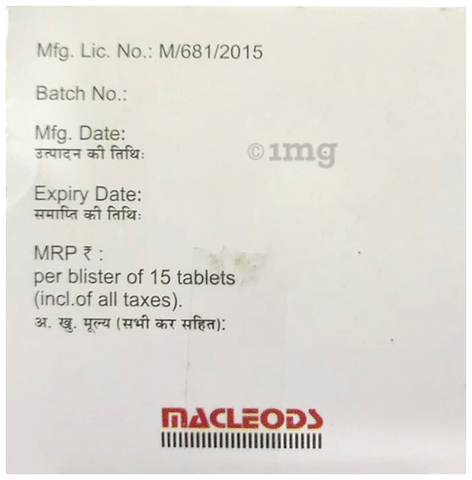 Mfg. Lic. No.: M/681/2015
Batch No.:
Mfg. Date:
उत्पादन की तिथिः
©1mg
Expiry Date:
समाप्ति की तिथिः
MRP ₹ :
per blister of 15 tablets
(incl.of all taxes).
अ. खु. मूल्य (सभी कर सहित):
MACLEODS